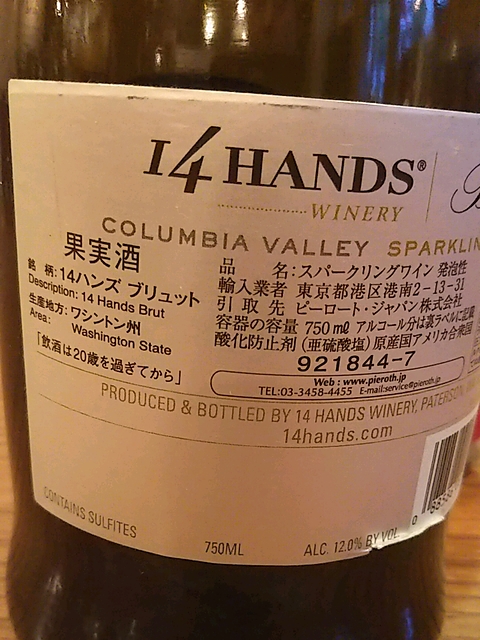 14 HANDS®
WINERY
COLUMBIA VALLEY SPARKLIN
果実酒
銘 柄：14ハンズ ブリュット
Description: 14 Hands Brut
生産地方：ワシントン州
Area: Washington State
「飲酒は20歳を過ぎてから」
品 名：スパークリングワイン 発泡性
輸入業者 東京都港区港南2-13-31
引 取 先 ピーロート・ジャパン株式会社
容器の容量 750㎖ アルコール分は裏ラベルに記載
酸化防止剤（亜硫酸塩）原産国アメリカ合衆国
921844-7
Web : www.pieroth.jp
TEL:03-3458-4455 E-mail:service@pieroth.jp
PRODUCED & BOTTLED BY 14 HANDS WINERY, PATERSON,
14hands.com
CONTAINS SULFITES
750ML
ALC. 12.0% BY VOL.